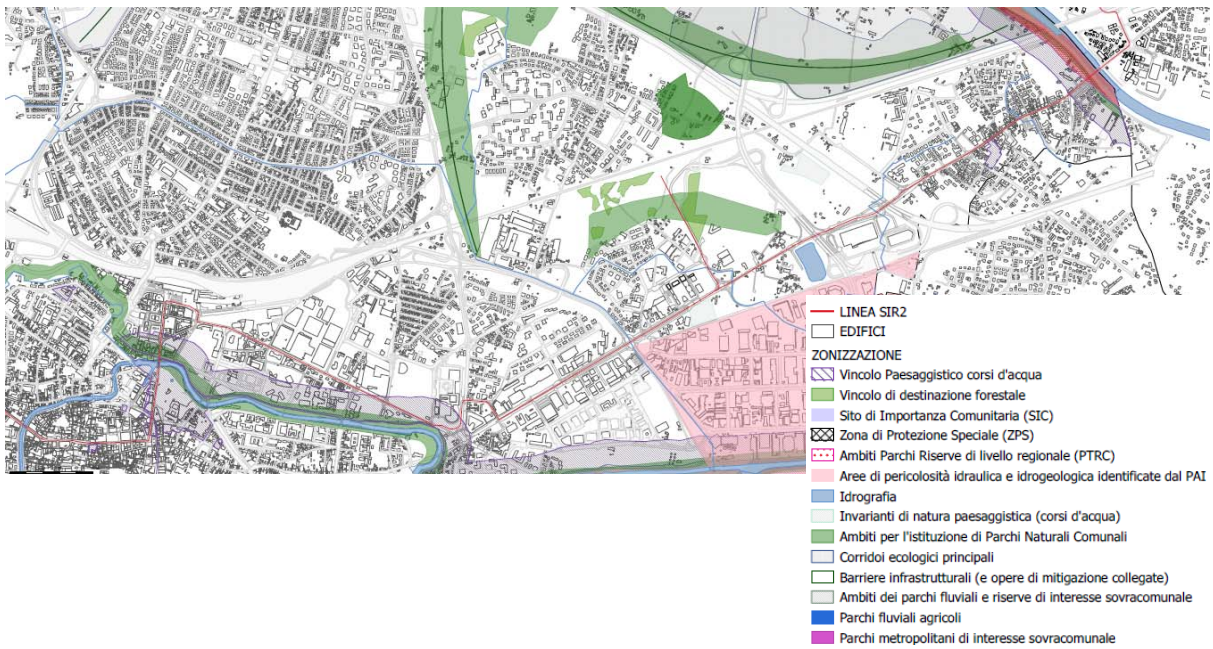 LINEA SIR2
EDIFICI
ZONIZZAZIONE
Vincolo Paesaggistico corsi d'acqua
Vincolo di destinazione forestale
Sito di Importanza Comunitaria (SIC)
Zona di Protezione Speciale (ZPS)
Ambiti Parchi Riserve di livello regionale (PTRC)
Aree di pericolosità idraulica e idrogeologica identificate dal PAI
Idrografia
Invarianti di natura paesaggistica (corsi d'acqua)
Ambiti per l'istituzione di Parchi Naturali Comunali
Corridoi ecologici principali
Barriere infrastrutturali (e opere di mitigazione collegate)
Ambiti dei parchi fluviali e riserve di interesse sovracomunale
Parchi fluviali agricoli
Parchi metropolitani di interesse sovracomunale